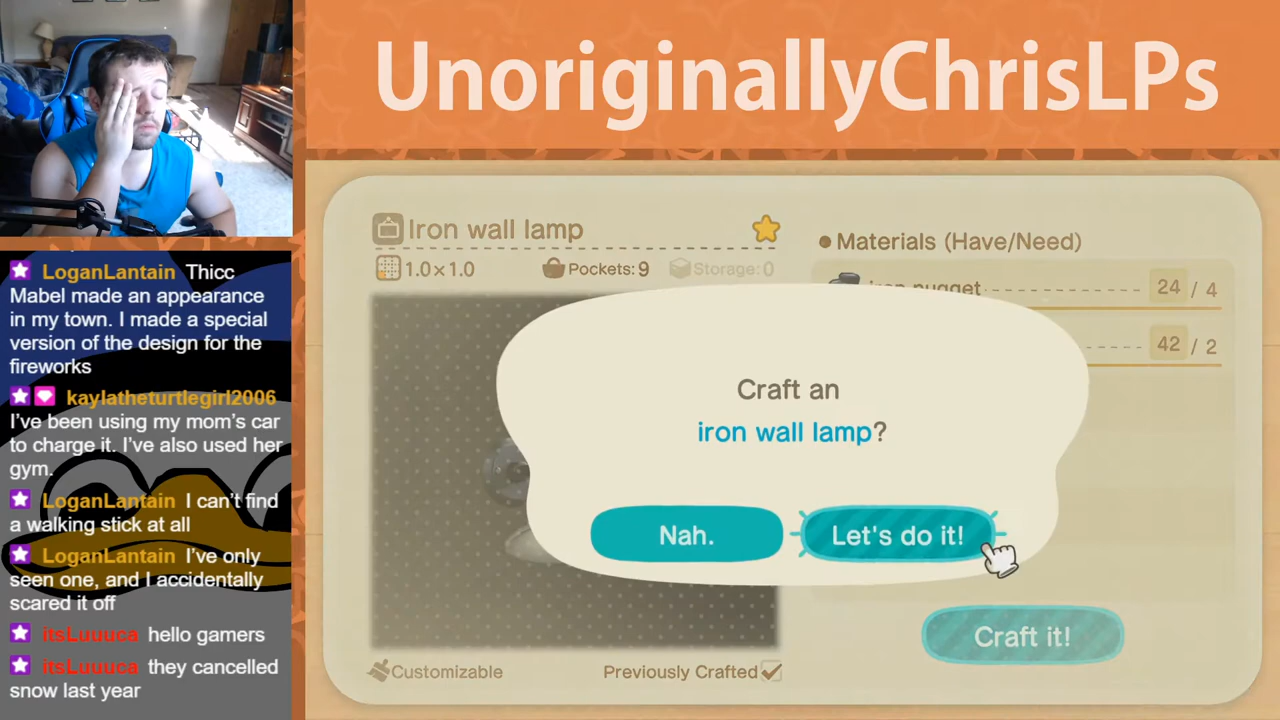 UnoriginallyChrisLPs
LoganLantain Thicc
Mabel made an appearance
in my town. I made a special
version of the design for the
fireworks
kaylatheturtlegirl2006
I've been using my mom's car
to charge it. I've also used her
gym.
LoganLantain I can't find
a walking stick at all
LoganLantain I've only
seen one, and I accidentally
scared it off
itsLuuuca hello gamers
itsLuuuca they cancelled
snow last year
Iron wall lamp
1.0×1.0 Pockets: 9 Storage: 0
Materials (Have/Need)
iron nugget 24 / 4
42 / 2
Craft an
iron wall lamp?
Nah. Let's do it!
Craft it!
Customizable Previously Crafted